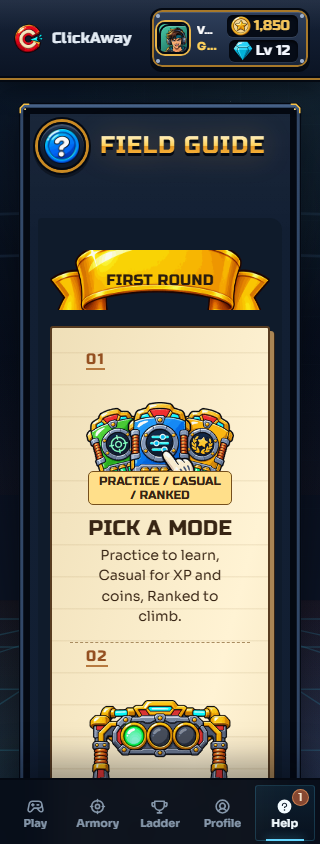 ClickAway
V...
G...
1,850
Lv 12
?
FIELD GUIDE
FIRST ROUND
01
PRACTICE / CASUAL
/ RANKED
PICK A MODE
Practice to learn,
Casual for XP and
coins, Ranked to
climb.
02
Play
Armory
Ladder
Profile
?
1
Help